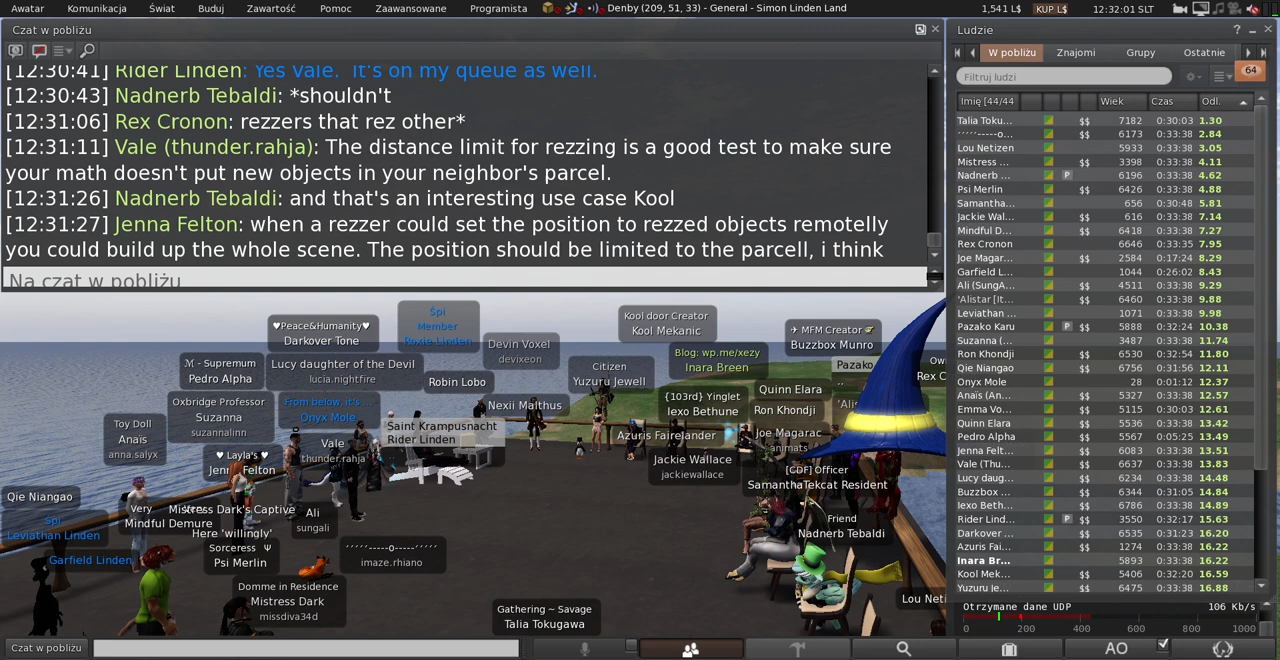 Awatar Komunikacja Świat Buduj Zawartość Pomoc Zaawansowane Programista Denby (209, 51, 33) - General - Simon Linden Land 1,541 L$ KUP L$ 12:32:01 SLT
Czat w pobliżu
[12:30:41] Rider Linden: Yes Vale. It's on my queue as well.
[12:30:43] Nadnerb Tebaldi: *shouldn't
[12:31:06] Rex Cronon: rezzers that rez other*
[12:31:11] Vale (thunder.rahja): The distance limit for rezzing is a good test to make sure
your math doesn't put new objects in your neighbor's parcel.
[12:31:26] Nadnerb Tebaldi: and that's an interesting use case Kool
[12:31:27] Jenna Felton: when a rezzer could set the position to rezzed objects remotelly
you could build up the whole scene. The position should be limited to the parcell, i think
Na czat w pobliżu
♥Peace&Humanity♥
Darkover Tone
Śpi
Member
Roxie Linden
Devin Voxel
devixeon
Kool door Creator
Kool Mekanic
✈ MFM Creator
Buzzbox Munro
ℳ - Supremum
Pedro Alpha
Lucy daughter of the Devil
lucia.nightfire
Robin Lobo
Citizen
Yuzuru Jewell
Blog: wp.me/xezy
Inara Breen
Pazako
Own
Rex C
Oxbridge Professor
Suzanna
suzannalinn
From below, it's ...
Onyx Mole
Nexii Malthus
{103rd} Yinglet
Iexo Bethune
Quinn Elara
Ron Khondji
'Ali
Toy Doll
Anaïs
anna.salyx
Vale
thunder.rahja
Saint Krampusnacht
Rider Linden
Azuris Fairelander
Joe Magarac
animats
♥ Layla's ♥
Jenna Felton
Jackie Wallace
jackiewallace
[CDF] Officer
SamanthaTekcat Resident
Qie Niangao
Very
Mindful Demure
Mistress Dark's Captive
Here 'willingly'
Ali
sungali
Śpi
Leviathan Linden
Friend
Nadnerb Tebaldi
Garfield Linden
Sorceress Ψ
Psi Merlin
´´´´´-----o-----´´´´´
imaze.rhiano
Domme in Residence
Mistress Dark
missdiva34d
Gathering ~ Savage
Talia Tokugawa
Lou Neti
Czat w pobliżu
AO
Ludzie
W pobliżu Znajomi Grupy Ostatnie
Filtruj ludzi
64
Imię [44/44 Wiek Czas Odl.
Talia Toku... $$ 7182 0:30:03 1.30
´´´´´-----o... $$ 6173 0:33:38 2.84
Lou Netizen 5933 0:33:38 3.05
Mistress ... $$ 3398 0:33:38 4.11
Nadnerb ... P 6196 0:33:38 4.62
Psi Merlin $$ 6426 0:33:38 4.88
Samantha... 656 0:30:48 5.81
Jackie Wal... $$ 616 0:33:38 7.14
Mindful D... $$ 6418 0:33:38 7.27
Rex Cronon 6646 0:33:35 7.95
Joe Magar... $$ 2584 0:17:24 8.29
Garfield L... 1044 0:26:02 8.43
Ali (SungA... $$ 4511 0:33:38 9.29
'Alistar [It... $$ 6460 0:33:38 9.88
Leviathan ... 1071 0:33:38 9.98
Pazako Karu P $$ 5888 0:32:24 10.38
Suzanna (... 3487 0:33:38 11.74
Ron Khondji $$ 6530 0:32:54 11.80
Qie Niangao $$ 6756 0:31:56 12.11
Onyx Mole 28 0:01:12 12.37
Anaïs (An... $$ 5327 0:33:38 12.57
Emma Vo... $$ 5115 0:30:03 12.61
Quinn Elara $$ 5536 0:33:38 13.42
Pedro Alpha $$ 5567 0:05:25 13.49
Jenna Felt... $$ 6083 0:33:38 13.51
Vale (Thu... $$ 6637 0:33:38 13.83
Lucy daug... $$ 6234 0:33:38 14.48
Buzzbox ... $$ 6344 0:31:05 14.84
Iexo Beth... $$ 6786 0:33:38 14.89
Rider Lind... P $$ 3550 0:32:17 15.63
Darkover ... $$ 6535 0:31:23 16.20
Azuris Fai... $$ 1274 0:33:38 16.22
Inara Br... 5893 0:33:38 16.22
Kool Mek... $$ 5406 0:32:20 16.59
Yuzuru Je... $$ 6475 0:33:38 16.88
Otrzymane dane UDP 106 Kb/s
0 200 400 600 800 1000